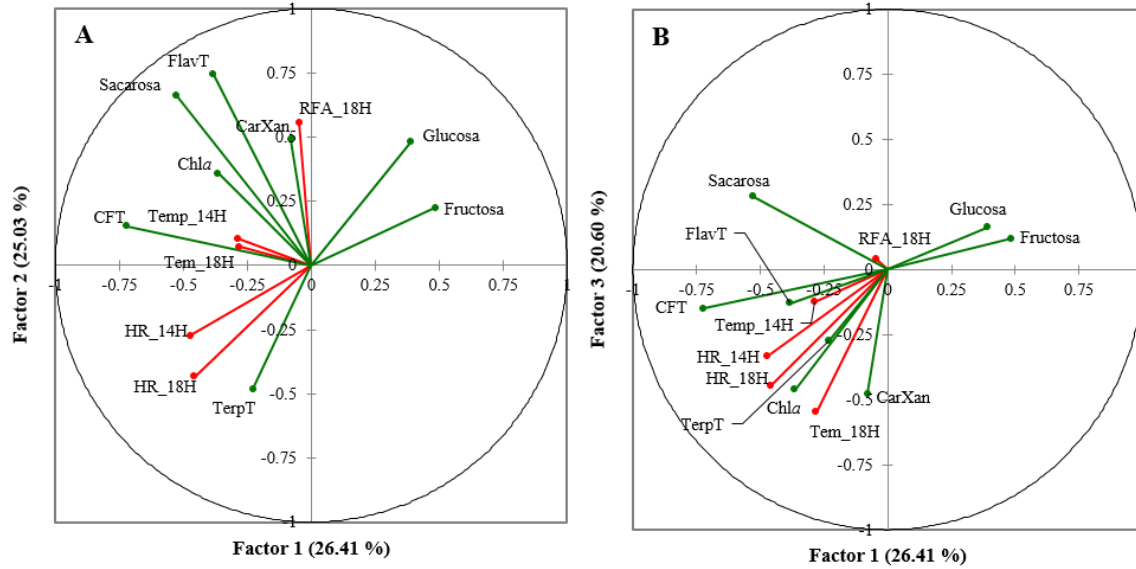 A
1
FlavT
0.75
Sacarosa
RFA_18H
CarXan
0.5
Glucosa
Chla
0.25
CFT
Temp_14H
Fructosa
Tem_18H
0
-1 -0.75 -0.5 -0.25 0 0.25 0.5 0.75 1
HR_14H
-0.25
HR_18H
TerpT
-0.5
-0.75
-1
Factor 2 (25.03 %)
Factor 1 (26.41 %)
B
1
0.75
0.5
Sacarosa
0.25
Glucosa
FlavT
RFA_18H
Fructosa
0
-1 -0.75 -0.5 -0.25 0 0.25 0.5 0.75
CFT
Temp_14H
-0.25
HR_14H
HR_18H
Chla
CarXan
-0.5
TerpT
Tem_18H
-0.75
-1
Factor 3 (20.60 %)
Factor 1 (26.41 %)